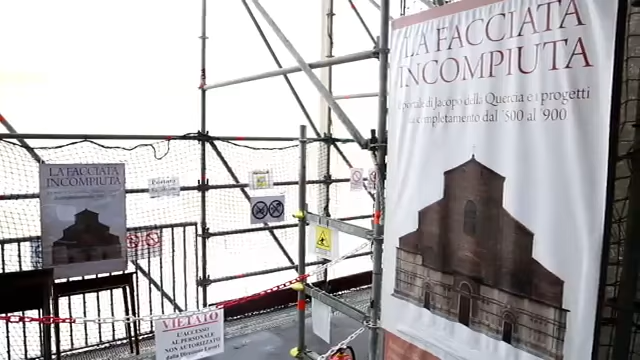 LA FACCIATA
INCOMPIUTA
Il portale di Jacopo della Quercia e i progetti
di completamento dal '500 al '900
LA FACCIATA
INCOMPIUTA
VIETATO
L'ACCESSO
AL PERSONALE
NON AUTORIZZATO